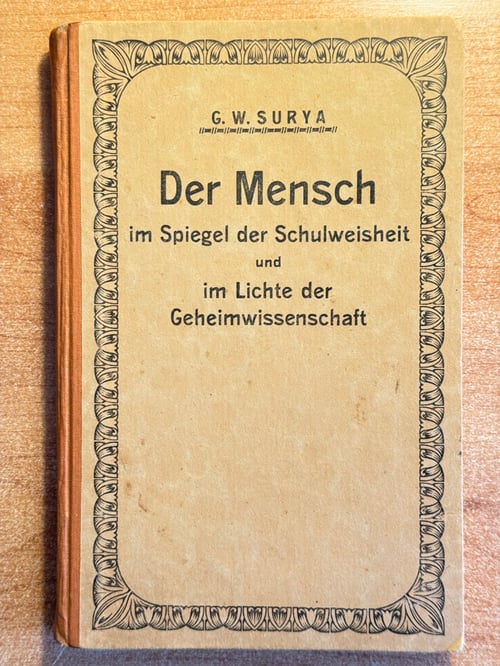 G. W. SURYA
Der Mensch
im Spiegel der Schulweisheit
und
im Lichte der
Geheimwissenschaft